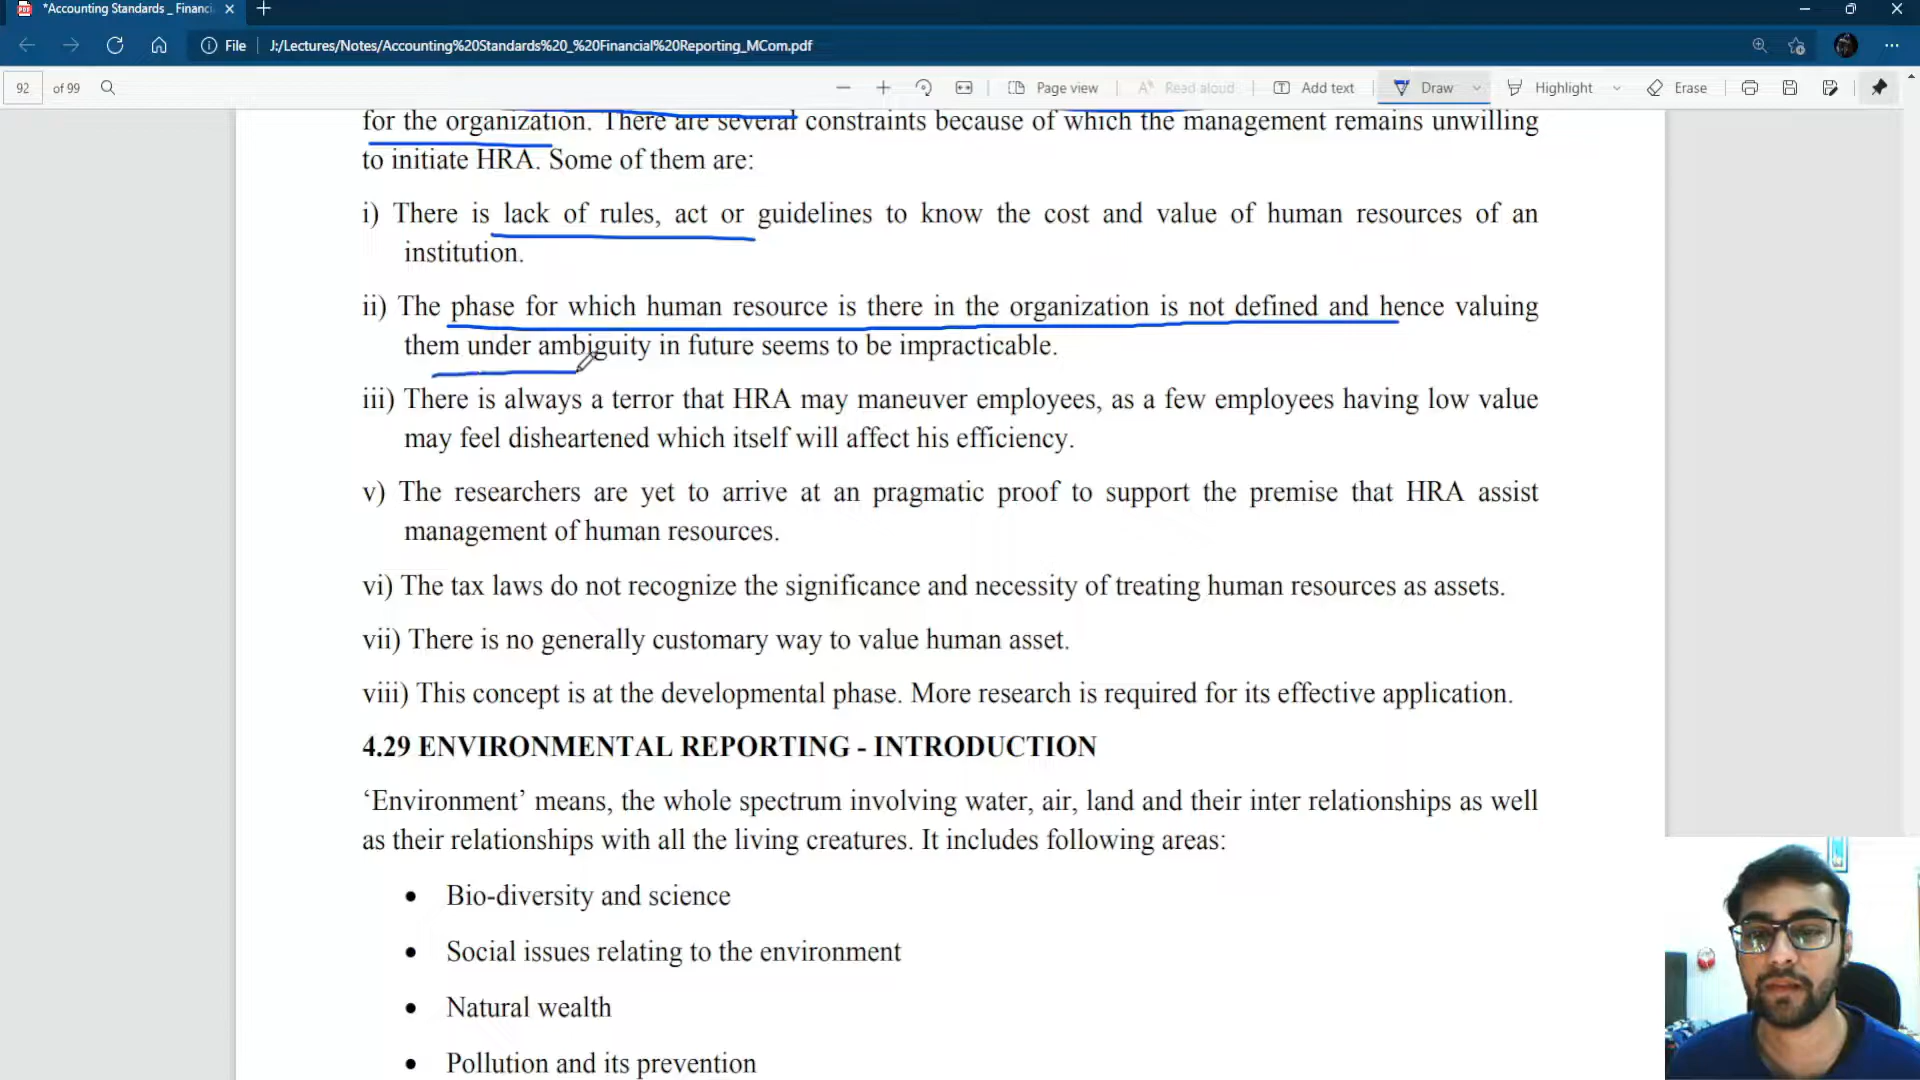 *Accounting Standards _ Financi
File
J:/Lectures/Notes/Accounting%20Standards%20_%20Financial%20Reporting_MCom.pdf
92 of 99
Page view
Read aloud
Add text
Draw
Highlight
Erase
for the organization. There are several constraints because of which the management remains unwilling
to initiate HRA. Some of them are:
i) There is lack of rules, act or guidelines to know the cost and value of human resources of an
institution.
ii) The phase for which human resource is there in the organization is not defined and hence valuing
them under ambiguity in future seems to be impracticable.
iii) There is always a terror that HRA may maneuver employees, as a few employees having low value
may feel disheartened which itself will affect his efficiency.
v) The researchers are yet to arrive at an pragmatic proof to support the premise that HRA assist
management of human resources.
vi) The tax laws do not recognize the significance and necessity of treating human resources as assets.
vii) There is no generally customary way to value human asset.
viii) This concept is at the developmental phase. More research is required for its effective application.
4.29 ENVIRONMENTAL REPORTING - INTRODUCTION
‘Environment’ means, the whole spectrum involving water, air, land and their inter relationships as well
as their relationships with all the living creatures. It includes following areas:
• Bio-diversity and science
• Social issues relating to the environment
• Natural wealth
• Pollution and its prevention